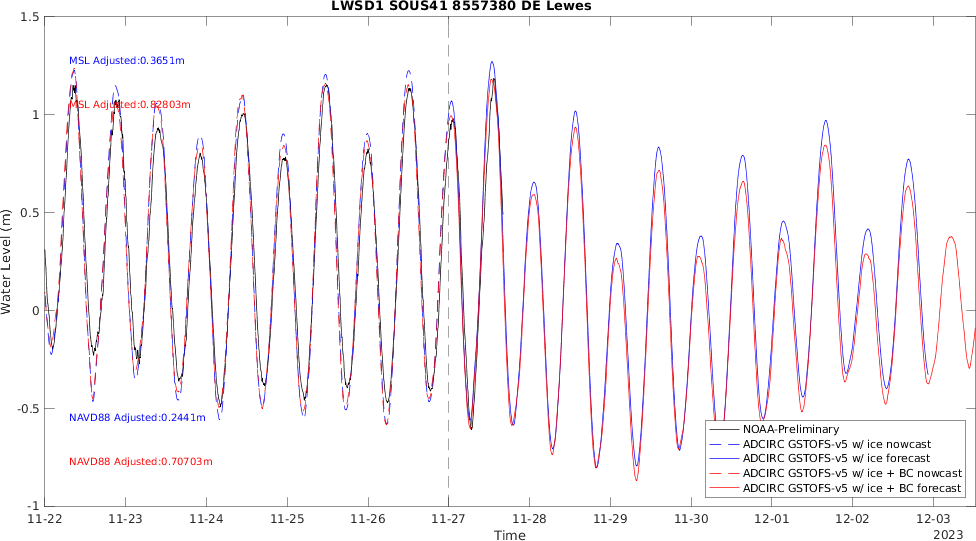 LWSD1 SOUS41 8557380 DE Lewes
1.5
1
0.5
0
-0.5
-1
Water Level (m)
MSL Adjusted:0.3651m
MSL Adjusted:0.82803m
NAVD88 Adjusted:0.2441m
NAVD88 Adjusted:0.70703m
NOAA-Preliminary
ADCIRC GSTOFS-v5 w/ ice nowcast
ADCIRC GSTOFS-v5 w/ ice forecast
ADCIRC GSTOFS-v5 w/ ice + BC nowcast
ADCIRC GSTOFS-v5 w/ ice + BC forecast
11-22 11-23 11-24 11-25 11-26 11-27 11-28 11-29 11-30 12-01 12-02 12-03
Time
2023